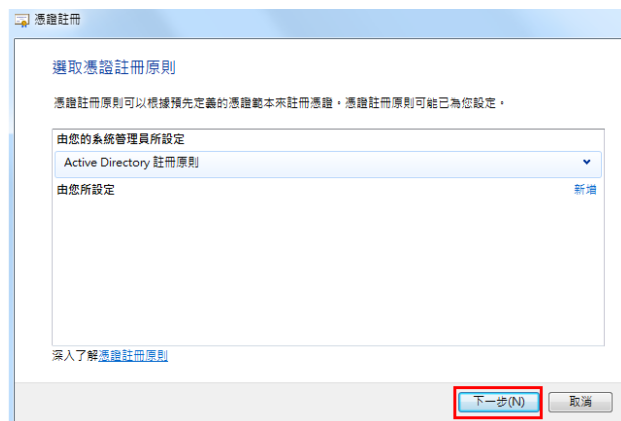 憑證註冊
選取憑證註冊原則
憑證註冊原則可以根據預先定義的憑證範本來註冊憑證。憑證註冊原則可能已為您設定。
由您的系統管理員所設定
Active Directory 註冊原則
由您所設定 新增
深入了解憑證註冊原則
下一步(N) 取消